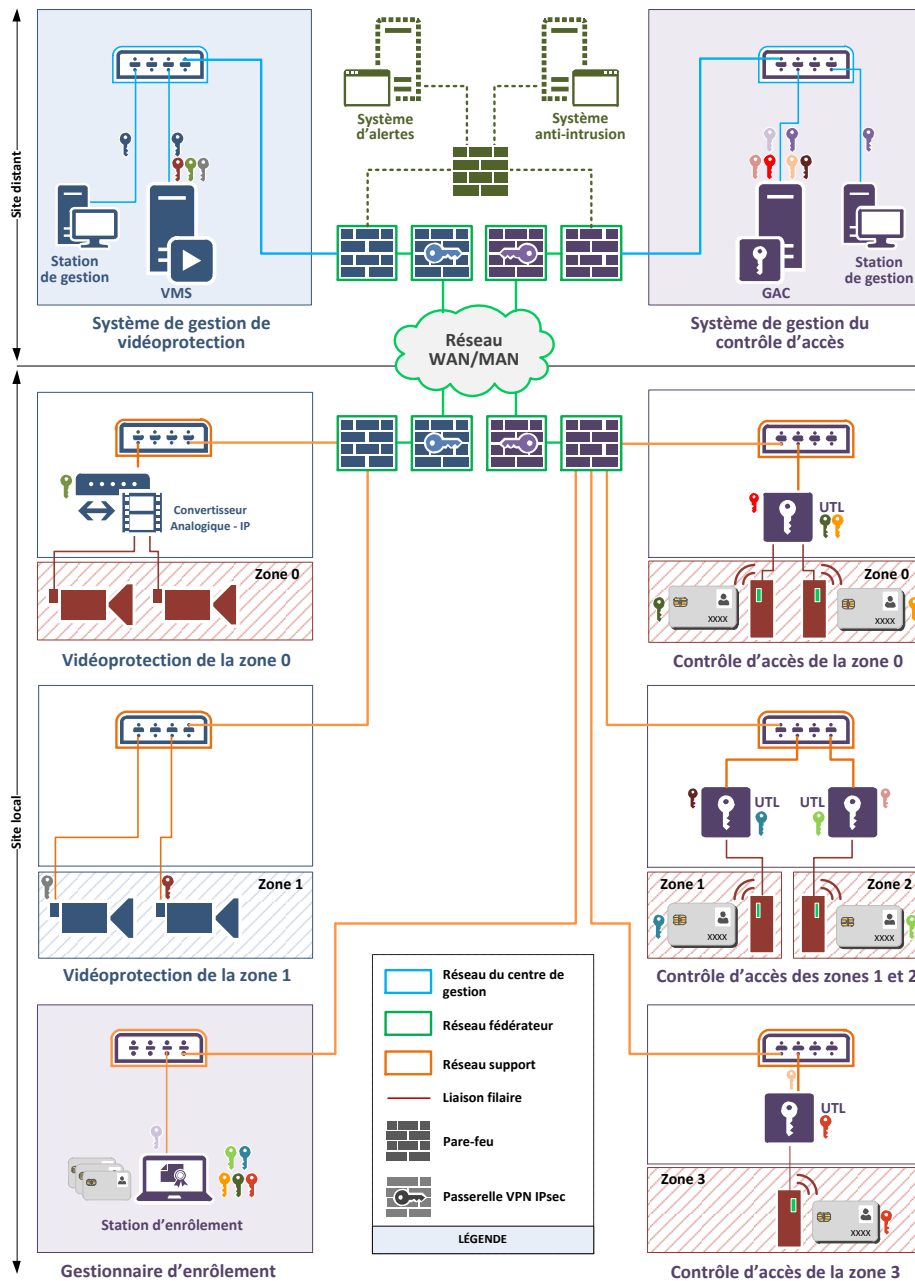 Site distant
Station
de gestion
VMS
Système de gestion de
vidéoprotection
Système
d'alertes
Système
anti-intrusion
GAC
Station
de gestion
Système de gestion du
contrôle d'accès
Réseau
WAN/MAN
Site local
Convertisseur
Analogique - IP
Zone 0
Vidéoprotection de la zone 0
UTL
Zone 0
XXXX
XXXX
Contrôle d'accès de la zone 0
Zone 1
Vidéoprotection de la zone 1
UTL
UTL
Zone 1
XXXX
Zone 2
XXXX
Contrôle d'accès des zones 1 et 2
Station d'enrôlement
Gestionnaire d'enrôlement
Réseau du centre de
gestion
Réseau fédérateur
Réseau support
Liaison filaire
Pare-feu
Passerelle VPN IPsec
LÉGENDE
UTL
Zone 3
XXXX
Contrôle d'accès de la zone 3